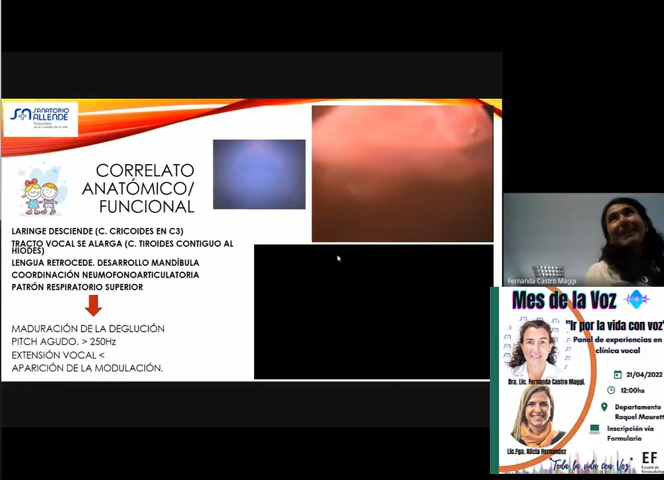 SANATORIO
ALLENDE
CORRELATO
ANATÓMICO/
FUNCIONAL
LARINGE DESCIENDE (C. CRICOIDES EN C3)
TRACTO VOCAL SE ALARGA (C. TIROIDES CONTIGUO AL
HIOIDES)
LENGUA RETROCEDE. DESARROLLO MANDÍBULA
COORDINACIÓN NEUMOFONOARTICULATORIA
PATRÓN RESPIRATORIO SUPERIOR
MADURACIÓN DE LA DEGLUCIÓN
PITCH AGUDO. > 250Hz
EXTENSIÓN VOCAL <
APARICIÓN DE LA MODULACIÓN.
Fernanda Castro Maggi
Mes de la Voz
"Ir por la vida con voz"
Panel de experiencias en
clínica vocal
Dra. Lic. Fernanda Castro Maggi.
21/04/2022
12:00hs
Departamento
Raquel Maurett
Inscripción vía
Formulario
Lic.Fga. Alicia Hernandez
"Toda la vida con Voz"
EF